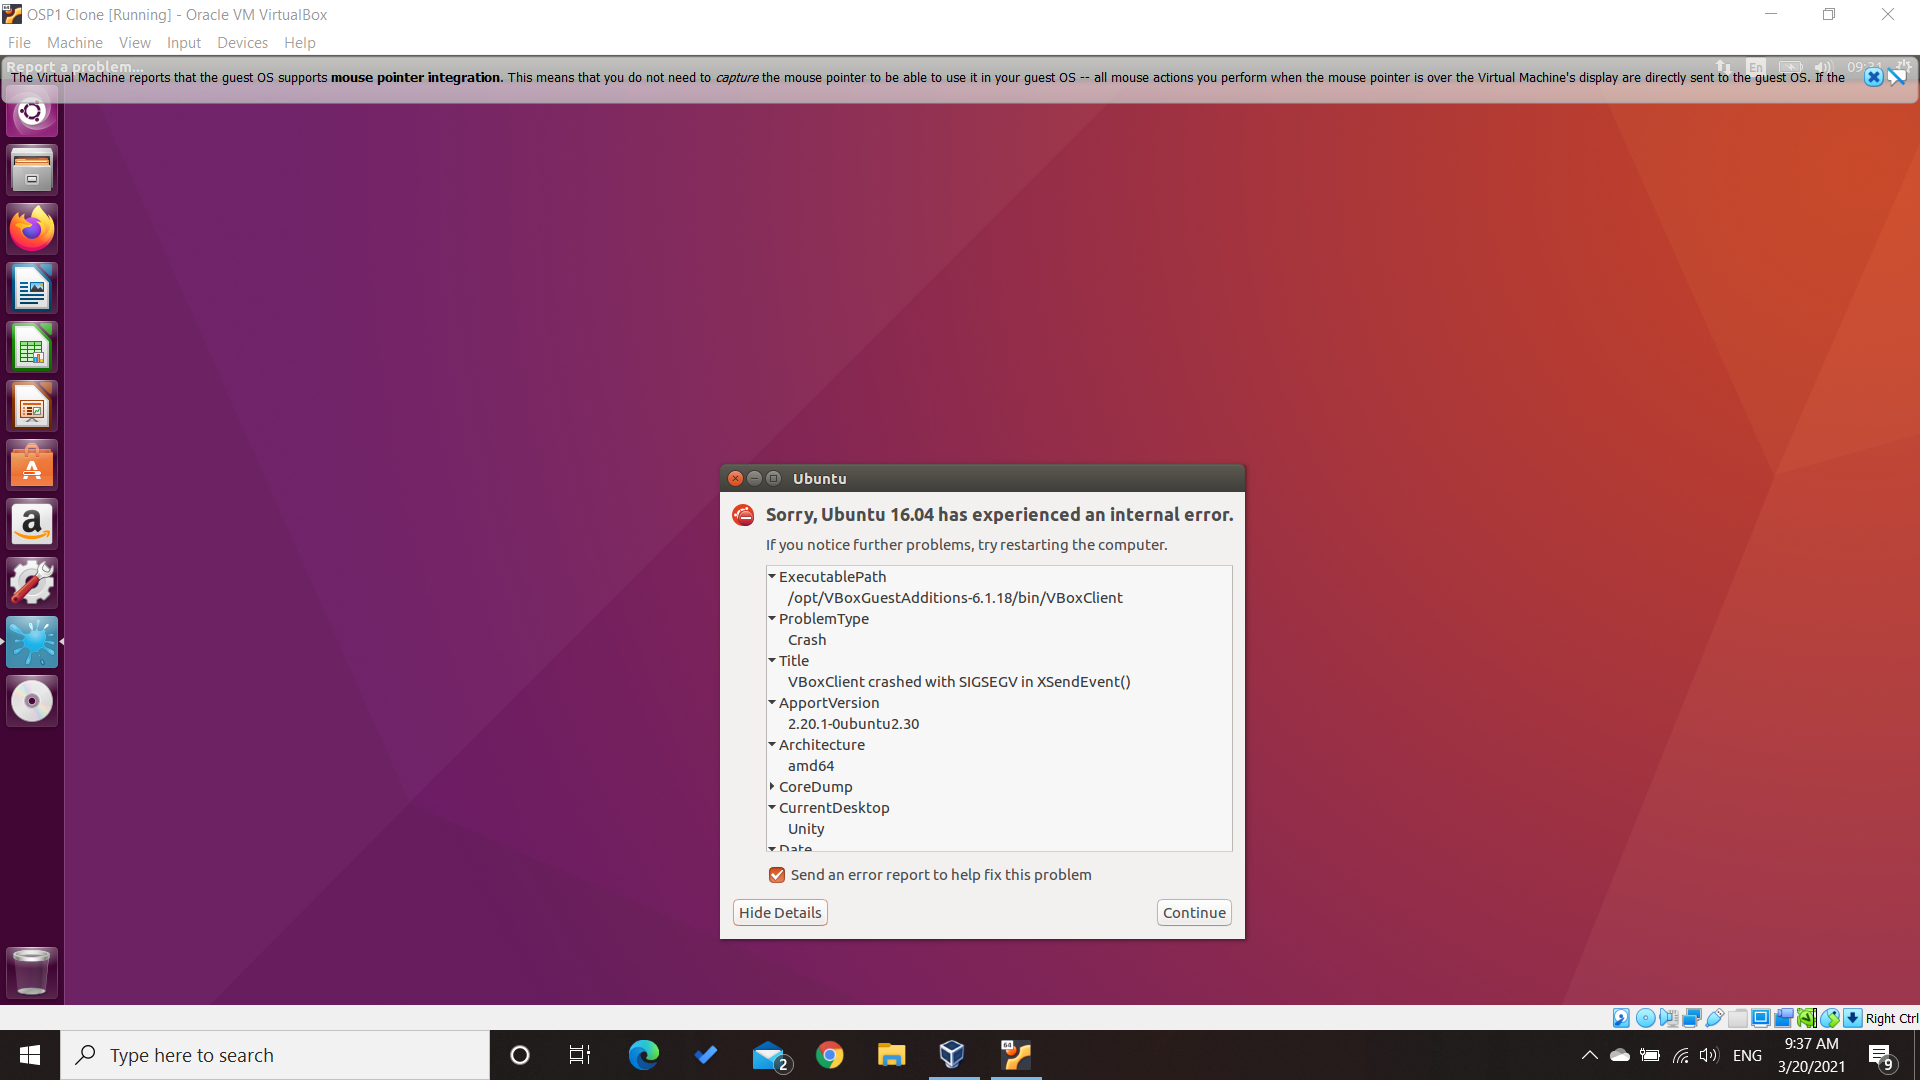 OSP1 Clone [Running] - Oracle VM VirtualBox
File Machine View Input Devices Help
Report a problem...
The Virtual Machine reports that the guest OS supports mouse pointer integration. This means that you do not need to capture the mouse pointer to be able to use it in your guest OS -- all mouse actions you perform when the mouse pointer is over the Virtual Machine's display are directly sent to the guest OS. If the
En
Ubuntu
Sorry, Ubuntu 16.04 has experienced an internal error.
If you notice further problems, try restarting the computer.
ExecutablePath
/opt/VBoxGuestAdditions-6.1.18/bin/VBoxClient
ProblemType
Crash
Title
VBoxClient crashed with SIGSEGV in XSendEvent()
ApportVersion
2.20.1-0ubuntu2.30
Architecture
amd64
CoreDump
CurrentDesktop
Unity
Date
Send an error report to help fix this problem
Hide Details Continue
Right Ctrl
Type here to search
2
64
ENG
9:37 AM
3/20/2021
9